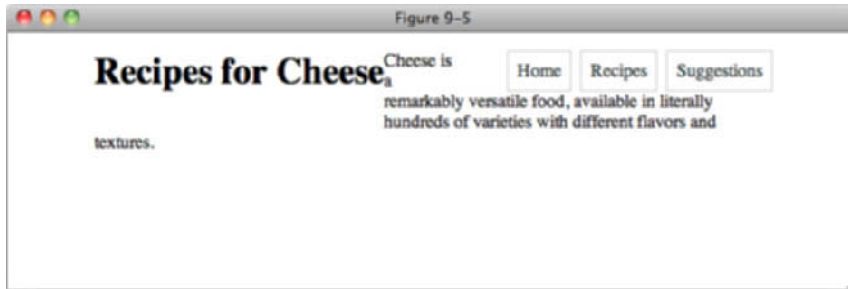 Figure 9-5
Recipes for Cheese
Cheese is
a
Home Recipes Suggestions
remarkably versatile food, available in literally
hundreds of varieties with different flavors and
textures.